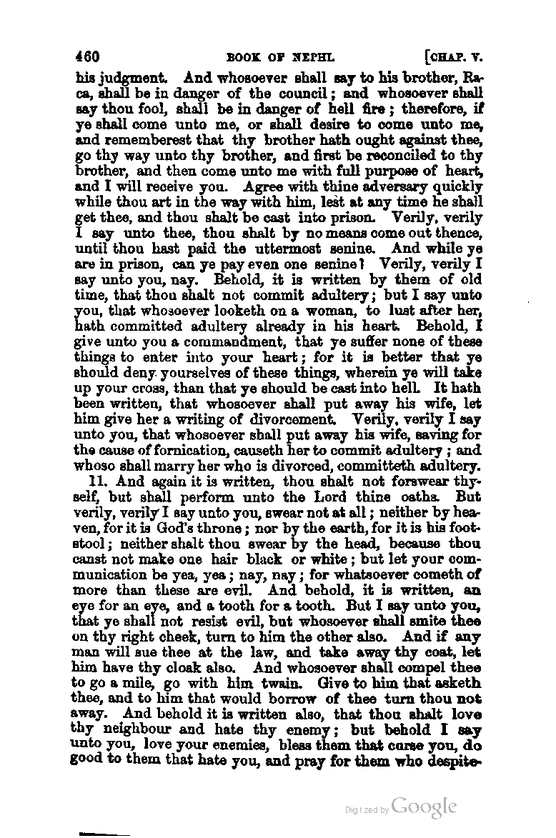 460 BOOK OF NEPHI. [CHAP. V.
his judgment. And whosoever shall say to his brother, Ra-
ca, shall be in danger of the council; and whosoever shall
say thou fool, shall be in danger of hell fire; therefore, if
ye shall come unto me, or shall desire to come unto me,
and rememberest that thy brother hath ought against thee,
go thy way unto thy brother, and first be reconciled to thy
brother, and then come unto me with full purpose of heart,
and I will receive you. Agree with thine adversary quickly
while thou art in the way with him, lest at any time he shall
get thee, and thou shalt be cast into prison. Verily, verily
I say unto thee, thou shalt by no means come out thence,
until thou hast paid the uttermost senine. And while ye
are in prison, can ye pay even one senine? Verily, verily I
say unto you, nay. Behold, it is written by them of old
time, that thou shalt not commit adultery; but I say unto
you, that whosoever looketh on a woman, to lust after her,
hath committed adultery already in his heart. Behold, I
give unto you a commandment, that ye suffer none of these
things to enter into your heart; for it is better that ye
should deny yourselves of these things, wherein ye will take
up your cross, than that ye should be cast into hell. It hath
been written, that whosoever shall put away his wife, let
him give her a writing of divorcement. Verily, verily I say
unto you, that whosoever shall put away his wife, saving for
the cause of fornication, causeth her to commit adultery; and
whoso shall marry her who is divorced, committeth adultery.
11. And again it is written, thou shalt not forswear thy-
self, but shall perform unto the Lord thine oaths. But
verily, verily I say unto you, swear not at all; neither by hea-
ven, for it is God's throne; nor by the earth, for it is his foot-
stool; neither shalt thou swear by the head, because thou
canst not make one hair black or white; but let your com-
munication be yea, yea; nay, nay; for whatsoever cometh of
more than these are evil. And behold, it is written, an
eye for an eye, and a tooth for a tooth. But I say unto you,
that ye shall not resist evil, but whosoever shall smite thee
on thy right cheek, turn to him the other also. And if any
man will sue thee at the law, and take away thy coat, let
him have thy cloak also. And whosoever shall compel thee
to go a mile, go with him twain. Give to him that asketh
thee, and to him that would borrow of thee turn thou not
away. And behold it is written also, that thou shalt love
thy neighbour and hate thy enemy; but behold I say
unto you, love your enemies, bless them that curse you, do
good to them that hate you, and pray for them who despite-
Digitized by Google